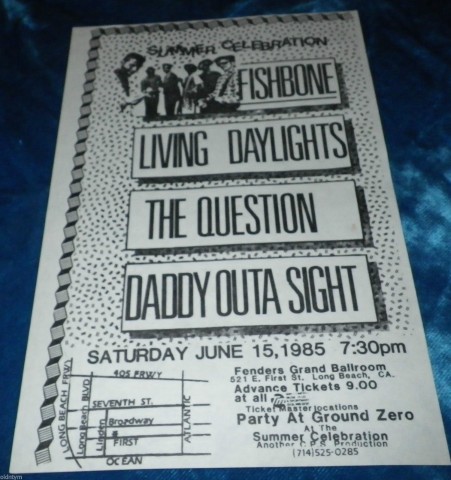 SUMMER CELEBRATION
FISHBONE
LIVING DAYLIGHTS
THE QUESTION
DADDY OUTA SIGHT
SATURDAY JUNE 15, 1985 7:30pm
LONG BEACH FRWY
Long Beach BLVD
405 FRWY
SEVENTH ST.
Linden
Broadway
FIRST
OCEAN
ATLANTIC
Fenders Grand Ballroom
521 E. First St. Long Beach, CA.
Advance Tickets 9.00
at all
Ticket Master locations
Party At Ground Zero
At The
Summer Celebration
Another C.P.S. Production
(714)525-0285
oldntym